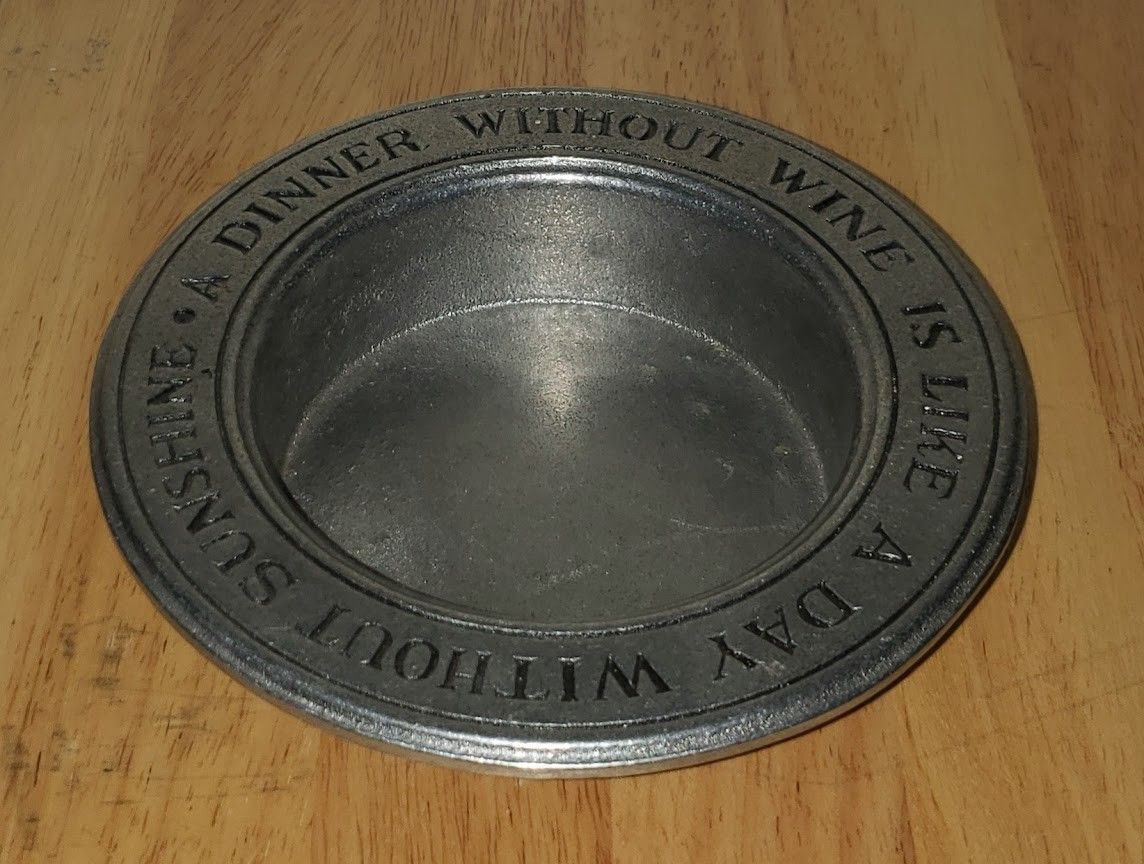 A DINNER WITHOUT WINE IS LIKE A DAY WITHOUT SUNSHINE •